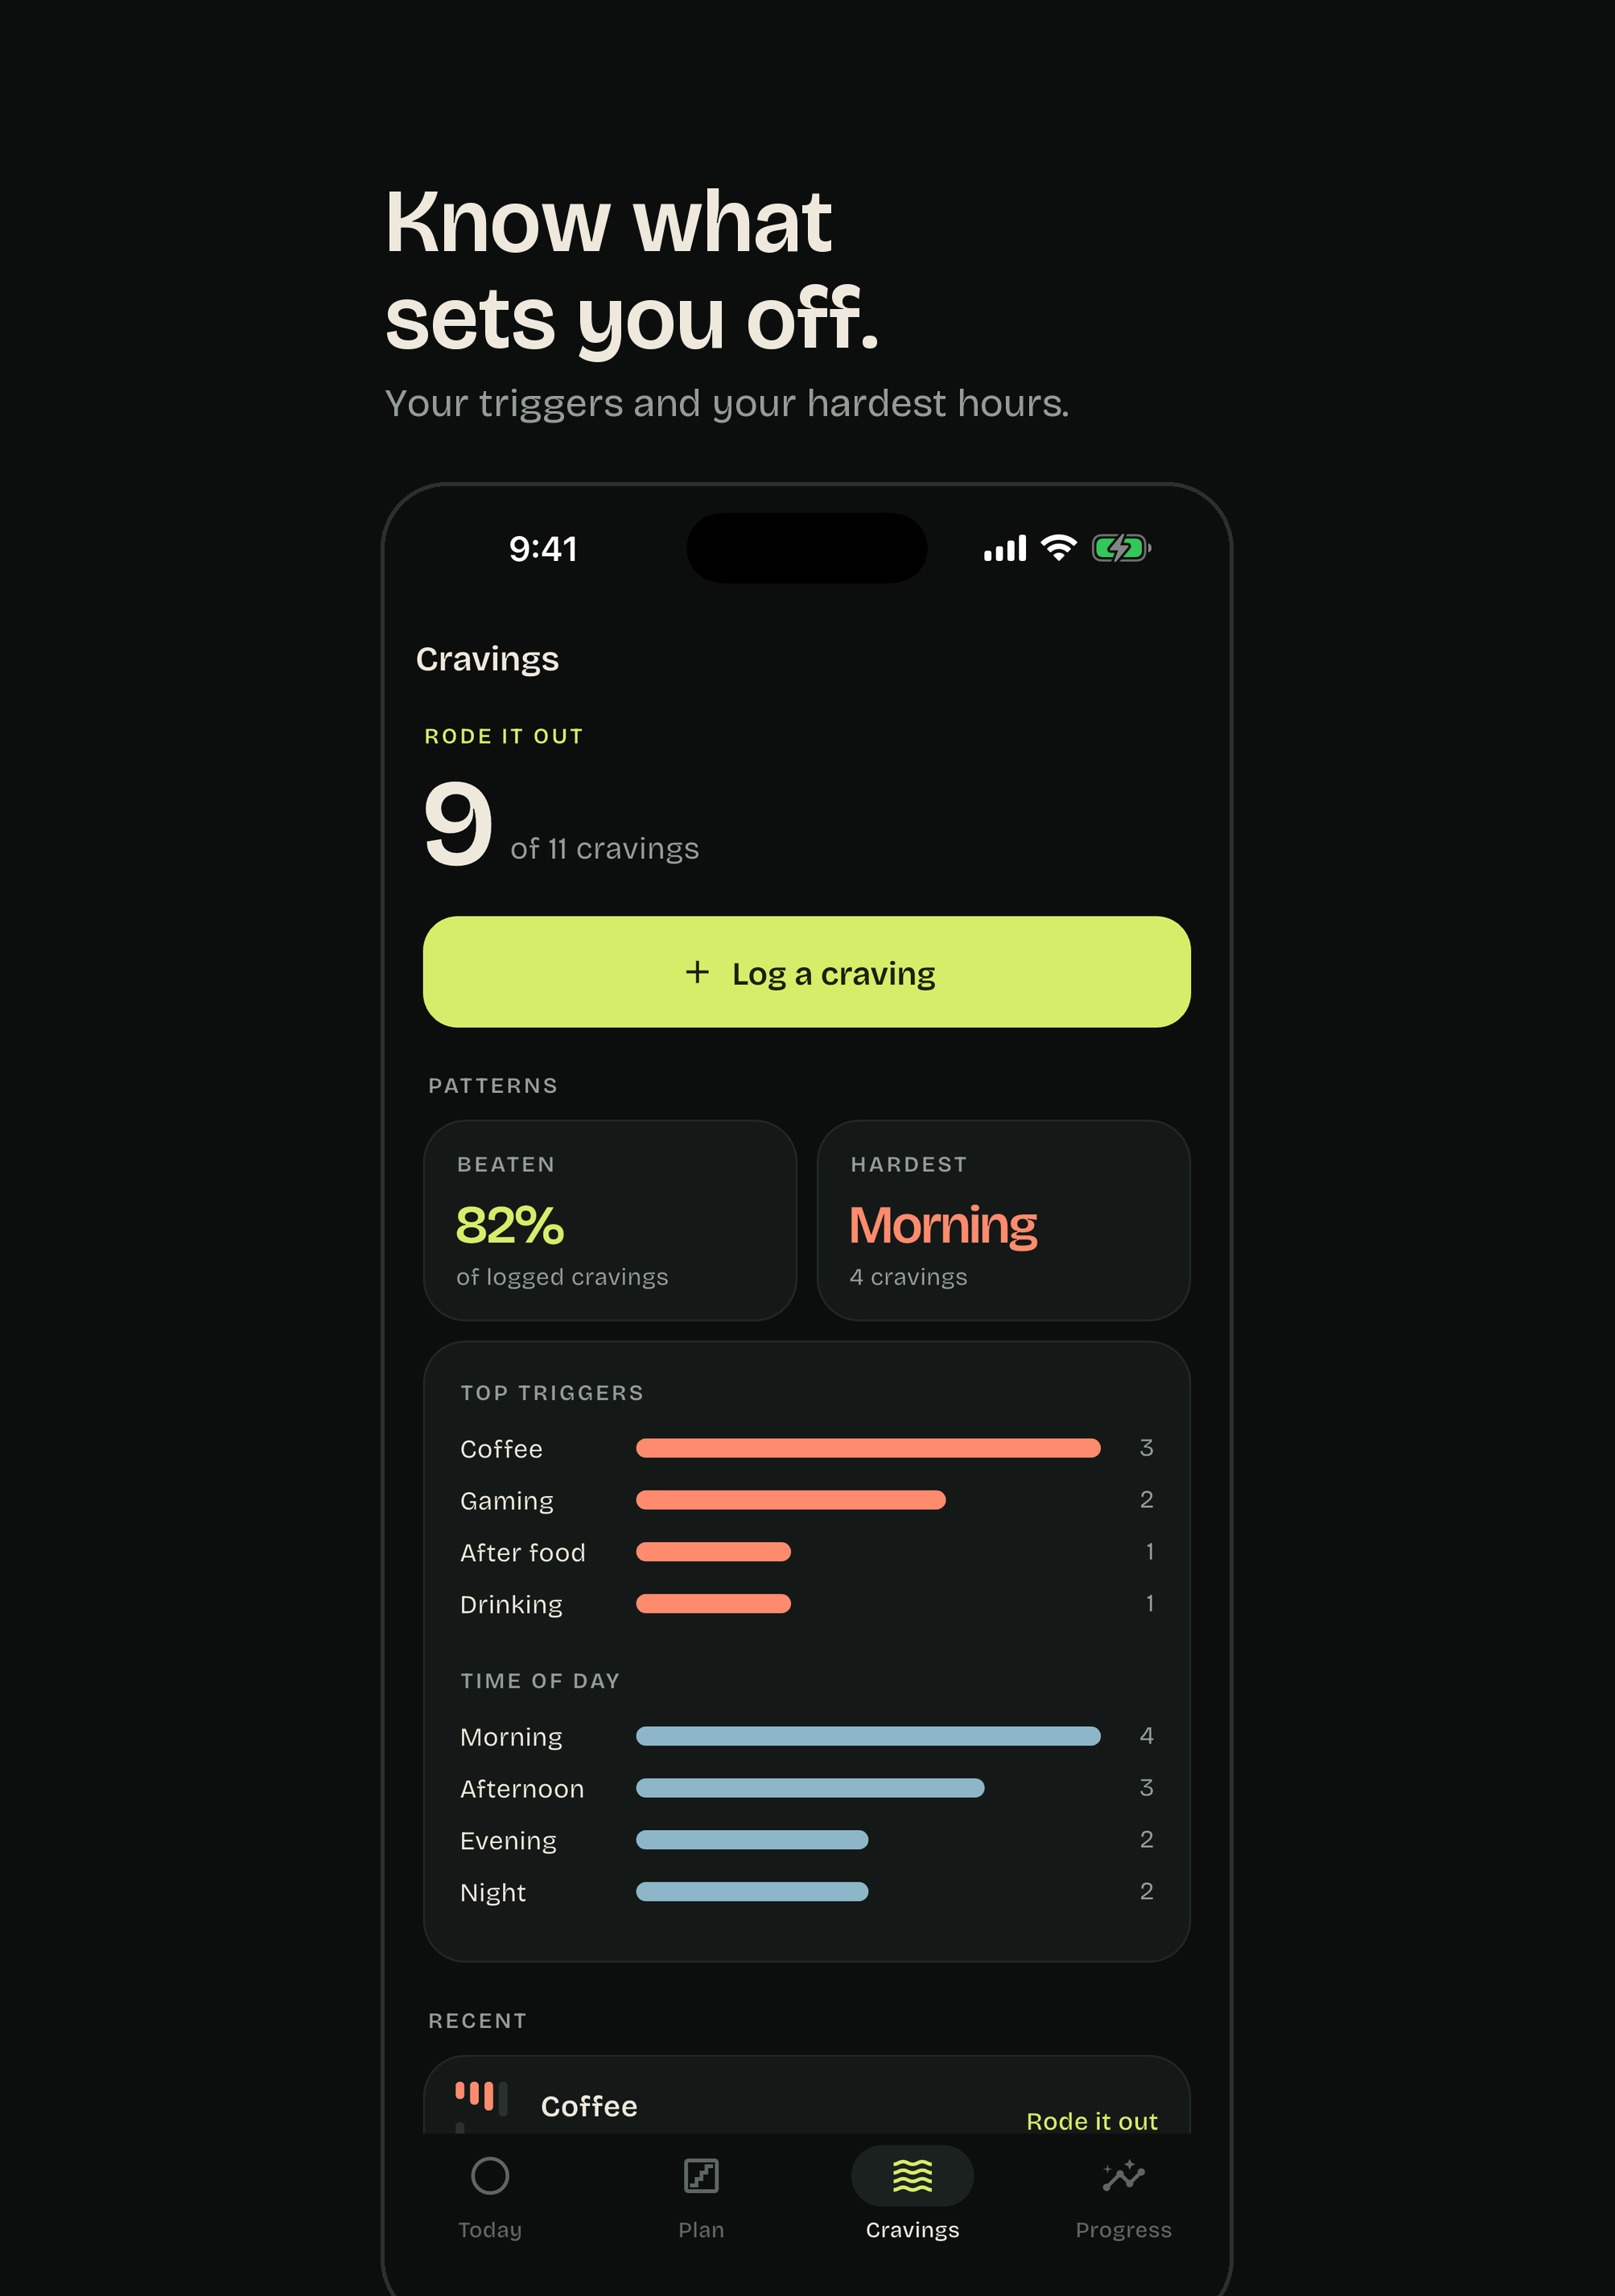 Know what
sets you off.
Your triggers and your hardest hours.
9:41
Cravings
RODE IT OUT
9 of 11 cravings
+ Log a craving
PATTERNS
BEATEN
82%
of logged cravings
HARDEST
Morning
4 cravings
TOP TRIGGERS
Coffee 3
Gaming 2
After food 1
Drinking 1
TIME OF DAY
Morning 4
Afternoon 3
Evening 2
Night 2
RECENT
Coffee
Rode it out
Today Plan Cravings Progress